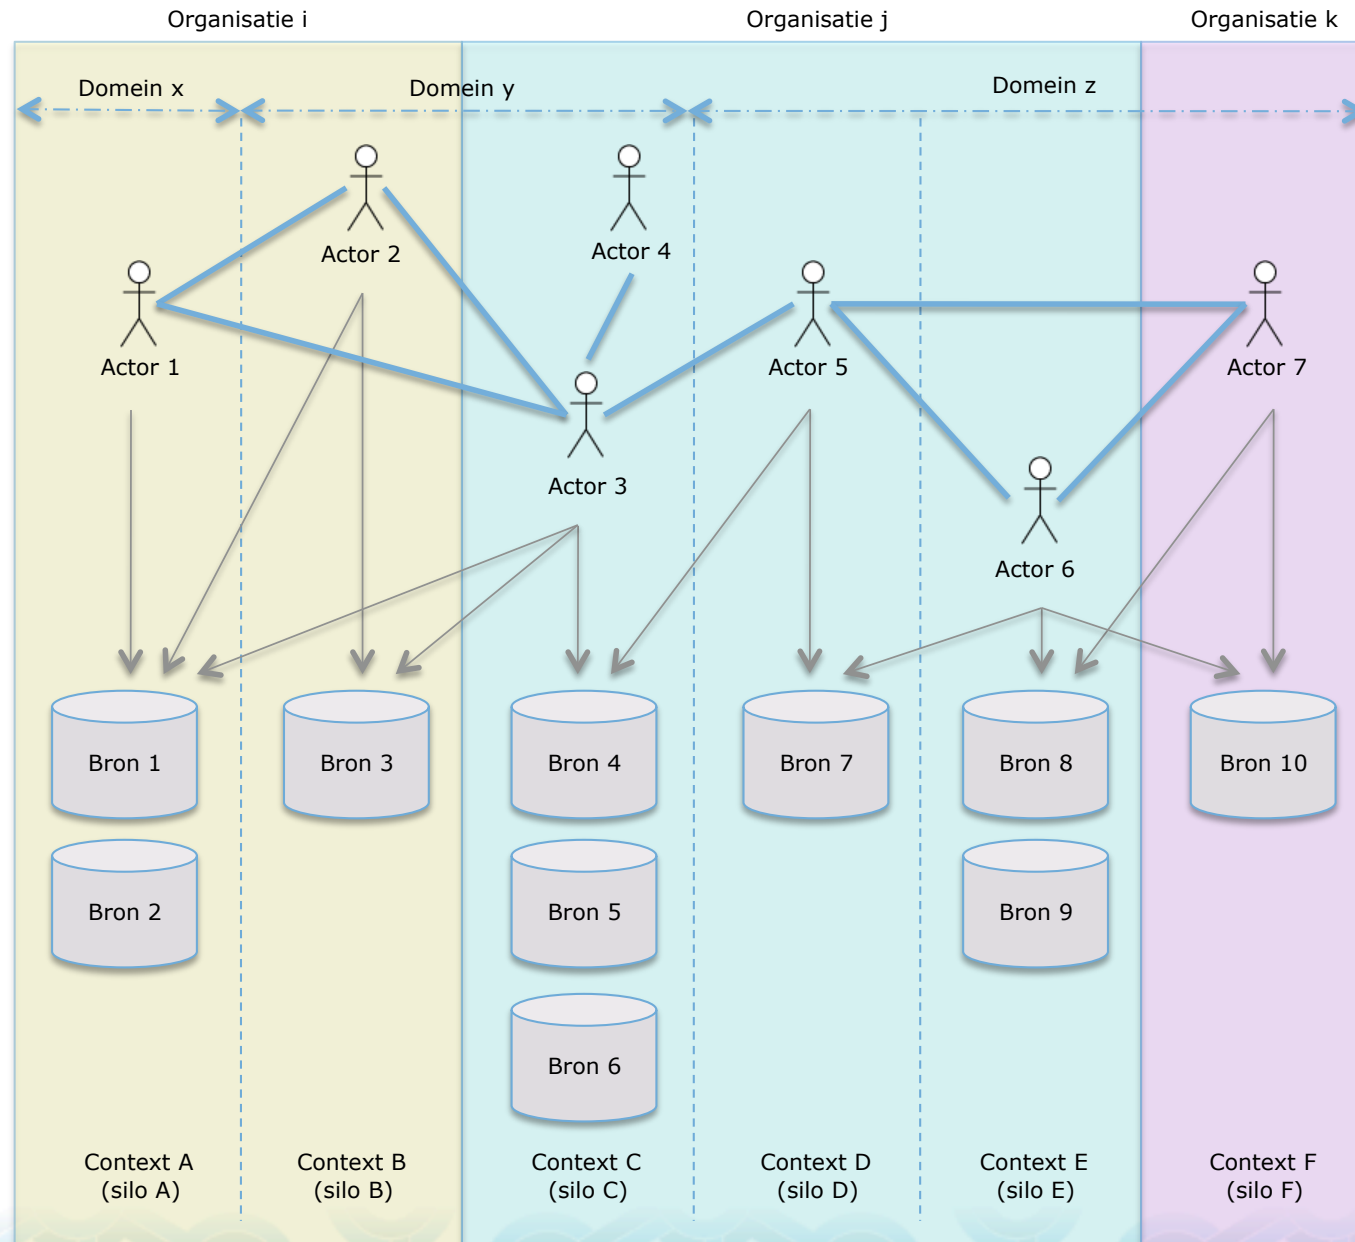 Organisatie i
Organisatie j
Organisatie k
Domein x
Domein y
Domein z
Actor 2
Actor 4
Actor 1
Actor 5
Actor 7
Actor 3
Actor 6
Bron 1
Bron 3
Bron 4
Bron 7
Bron 8
Bron 10
Bron 2
Bron 5
Bron 9
Bron 6
Context A
(silo A)
Context B
(silo B)
Context C
(silo C)
Context D
(silo D)
Context E
(silo E)
Context F
(silo F)